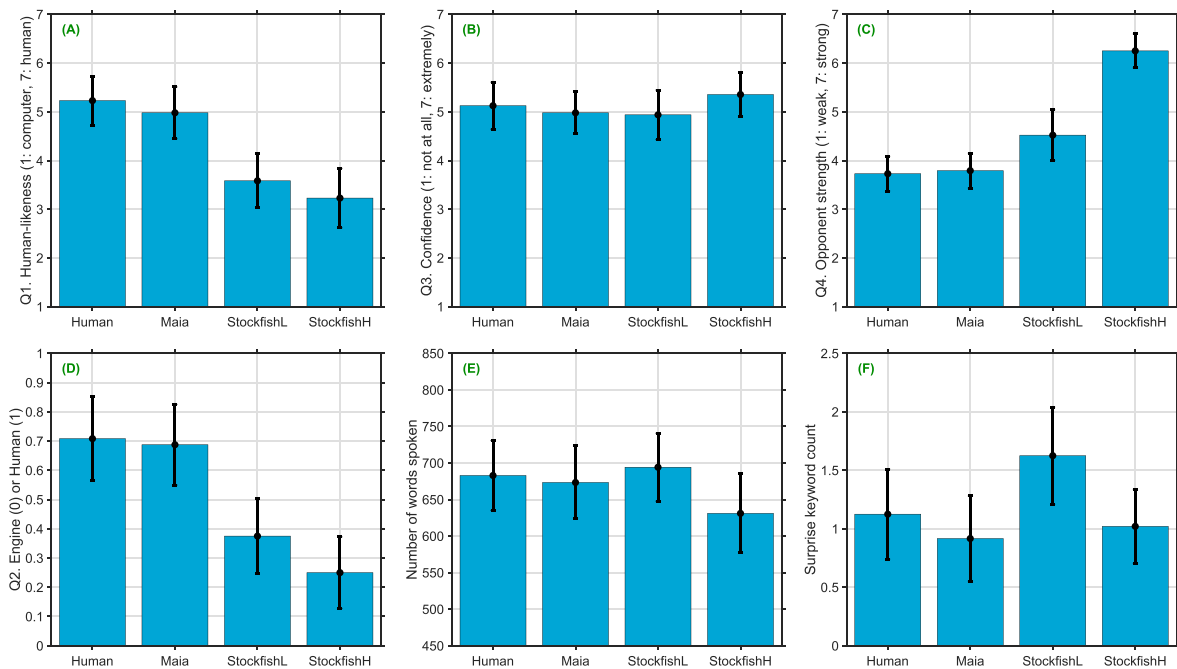 (A)
Q1. Human-likeness (1: computer, 7: human)
7
6
5
4
3
2
1
Human Maia StockfishL StockfishH
(B)
Q3. Confidence (1: not at all, 7: extremely)
7
6
5
4
3
2
1
Human Maia StockfishL StockfishH
(C)
Q4. Opponent strength (1: weak, 7: strong)
7
6
5
4
3
2
1
Human Maia StockfishL StockfishH
(D)
Q2. Engine (0) or Human (1)
1
0.9
0.8
0.7
0.6
0.5
0.4
0.3
0.2
0.1
0
Human Maia StockfishL StockfishH
(E)
Number of words spoken
850
800
750
700
650
600
550
500
450
Human Maia StockfishL StockfishH
(F)
Surprise keyword count
2.5
2
1.5
1
0.5
0
Human Maia StockfishL StockfishH